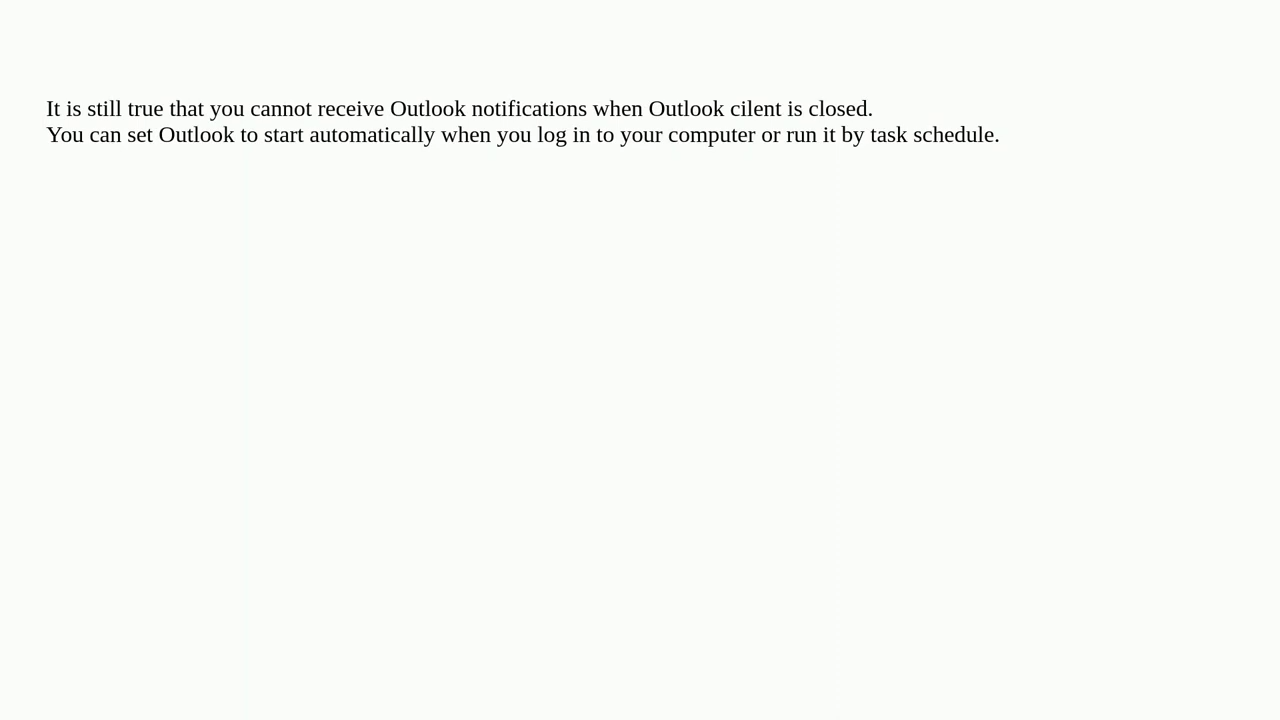 It is still true that you cannot receive Outlook notifications when Outlook cilent is closed.
You can set Outlook to start automatically when you log in to your computer or run it by task schedule.